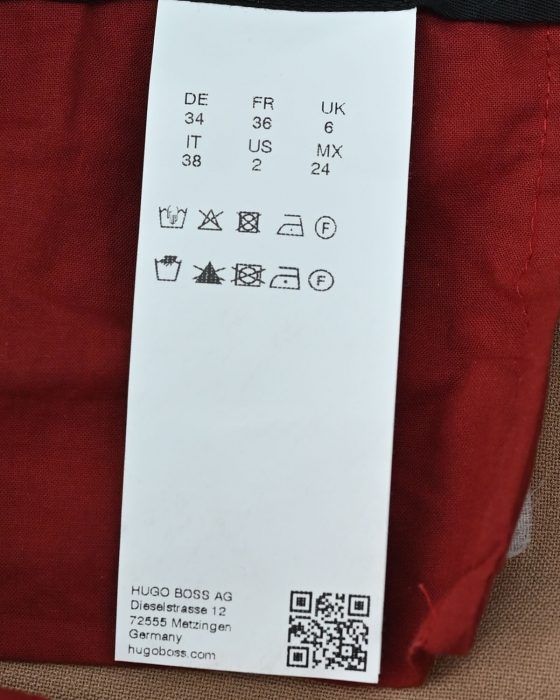 DE FR UK
34 36 6
IT US MX
38 2 24
F
F
HUGO BOSS AG
Dieselstrasse 12
72555 Metzingen
Germany
hugoboss.com